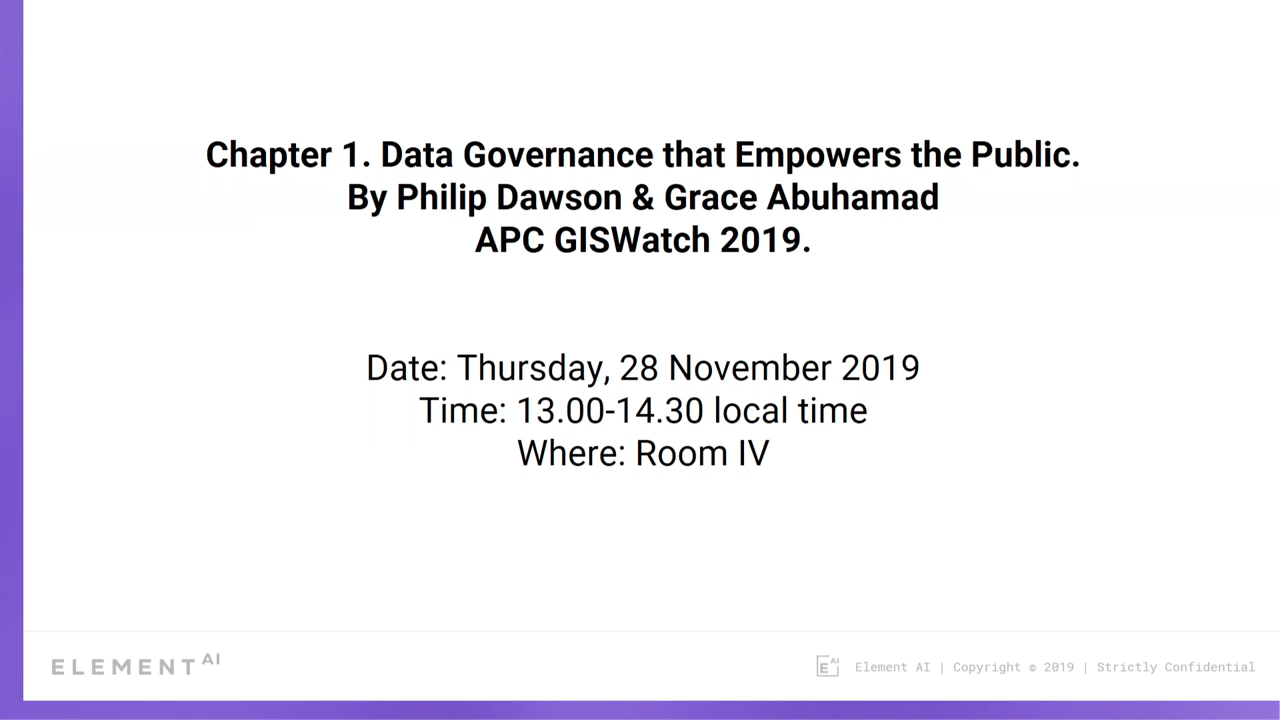 Chapter 1. Data Governance that Empowers the Public.
By Philip Dawson & Grace Abuhamad
APC GISWatch 2019.
Date: Thursday, 28 November 2019
Time: 13.00-14.30 local time
Where: Room IV
ELEMENT AI
E AI Element AI | Copyright © 2019 | Strictly Confidential